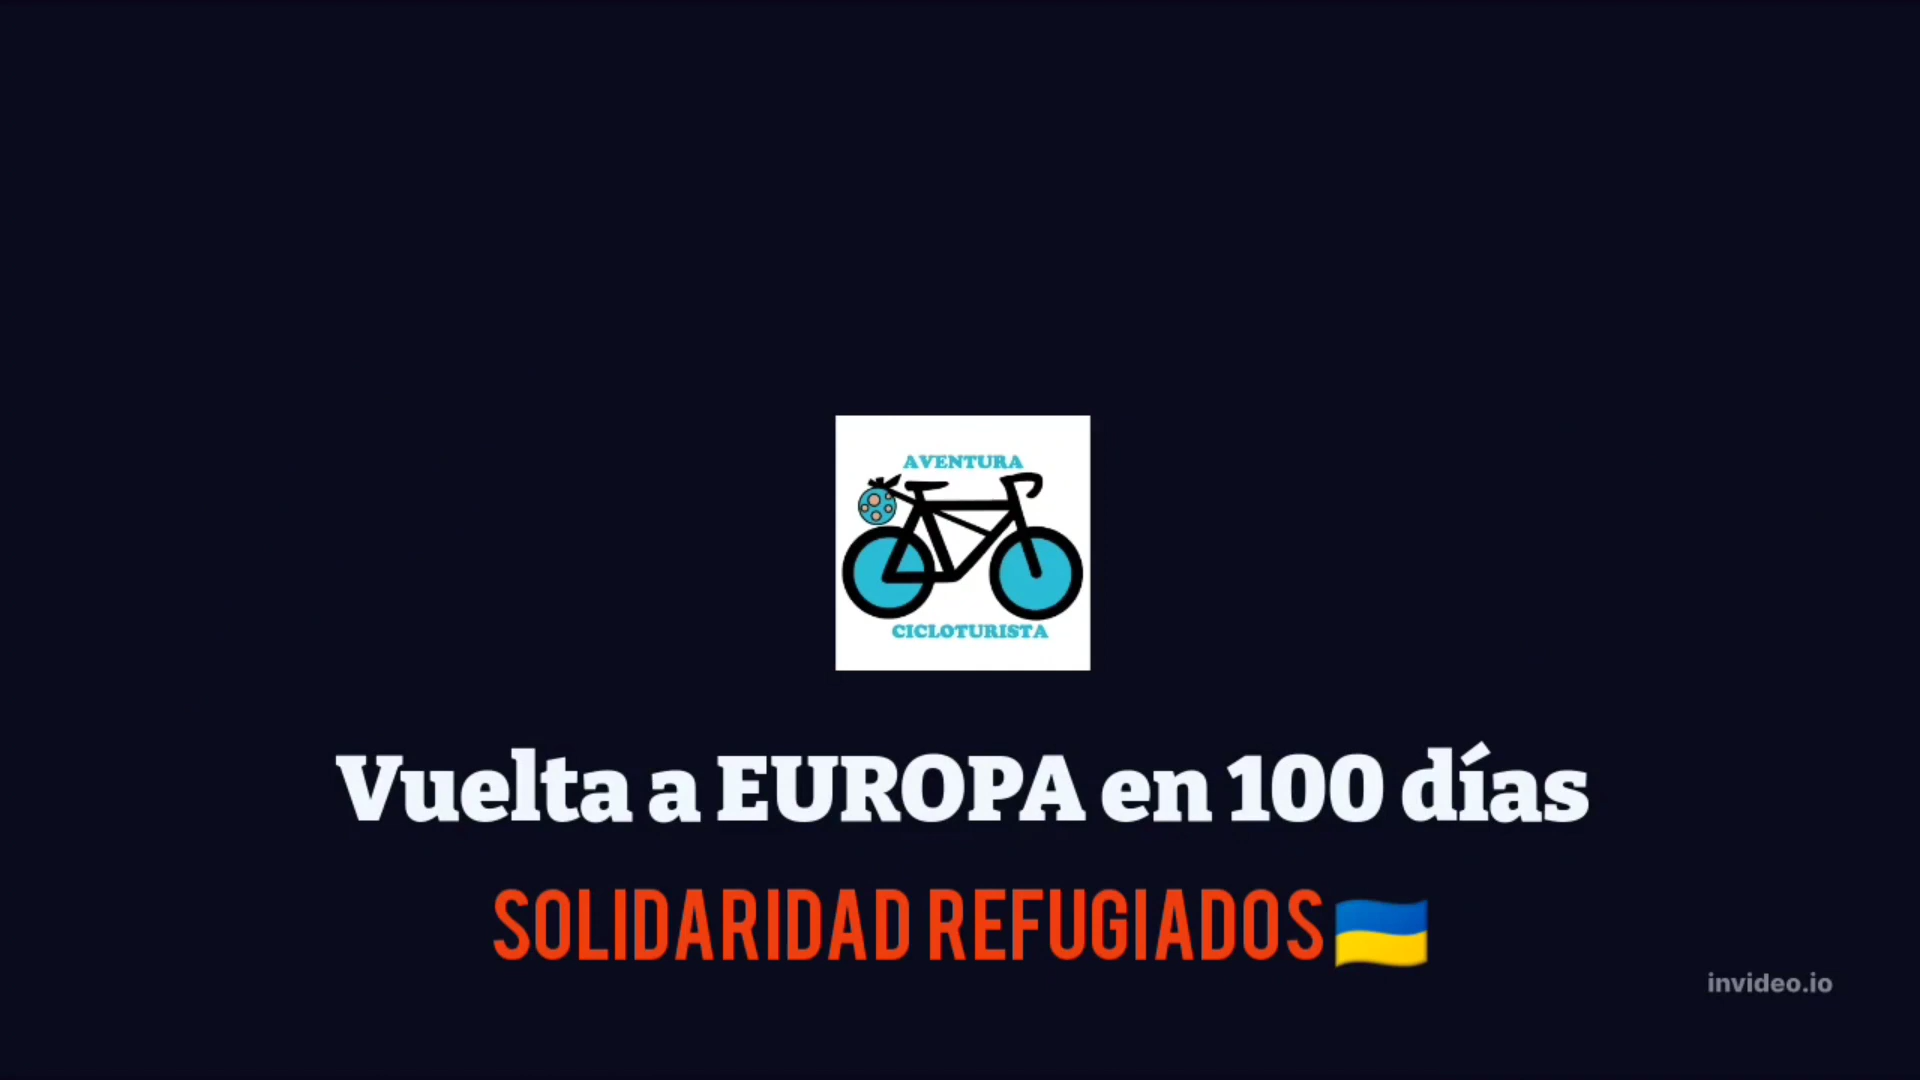 AVENTURA
CICLOTURISTA
Vuelta a EUROPA en 100 días
SOLIDARIDAD REFUGIADOS🇺🇦
invideo.io